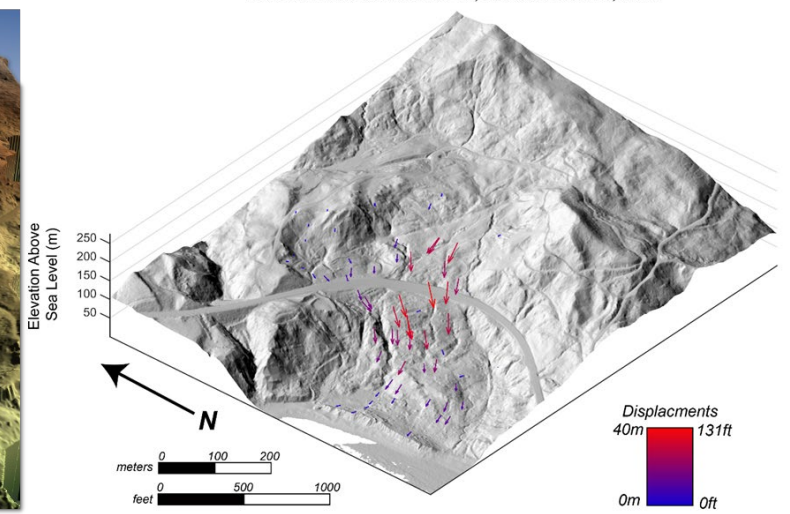 Elevation Above
Sea Level (m)
250
200
150
100
50
N
0 100 200
meters
0 500 1000
feet
Displacments
40m 131ft
0m 0ft